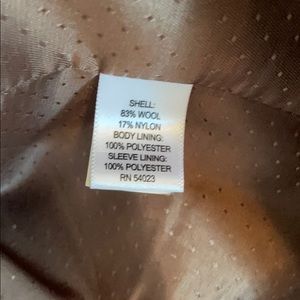 SHELL:
83% WOOL
17% NYLON
BODY LINING:
100% POLYESTER
SLEEVE LINING:
100% POLYESTER
RN 54023